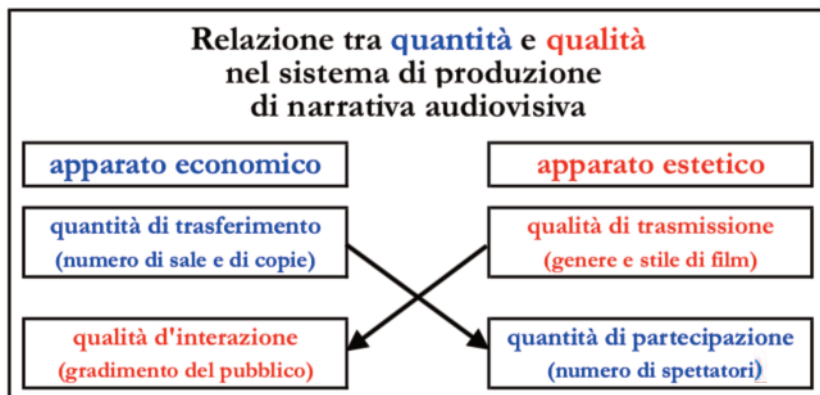 Relazione tra quantità e qualità
nel sistema di produzione
di narrativa audiovisiva
apparato economico
apparato estetico
quantità di trasferimento
(numero di sale e di copie)
qualità di trasmissione
(genere e stile di film)
qualità d'interazione
(gradimento del pubblico)
quantità di partecipazione
(numero di spettatori)